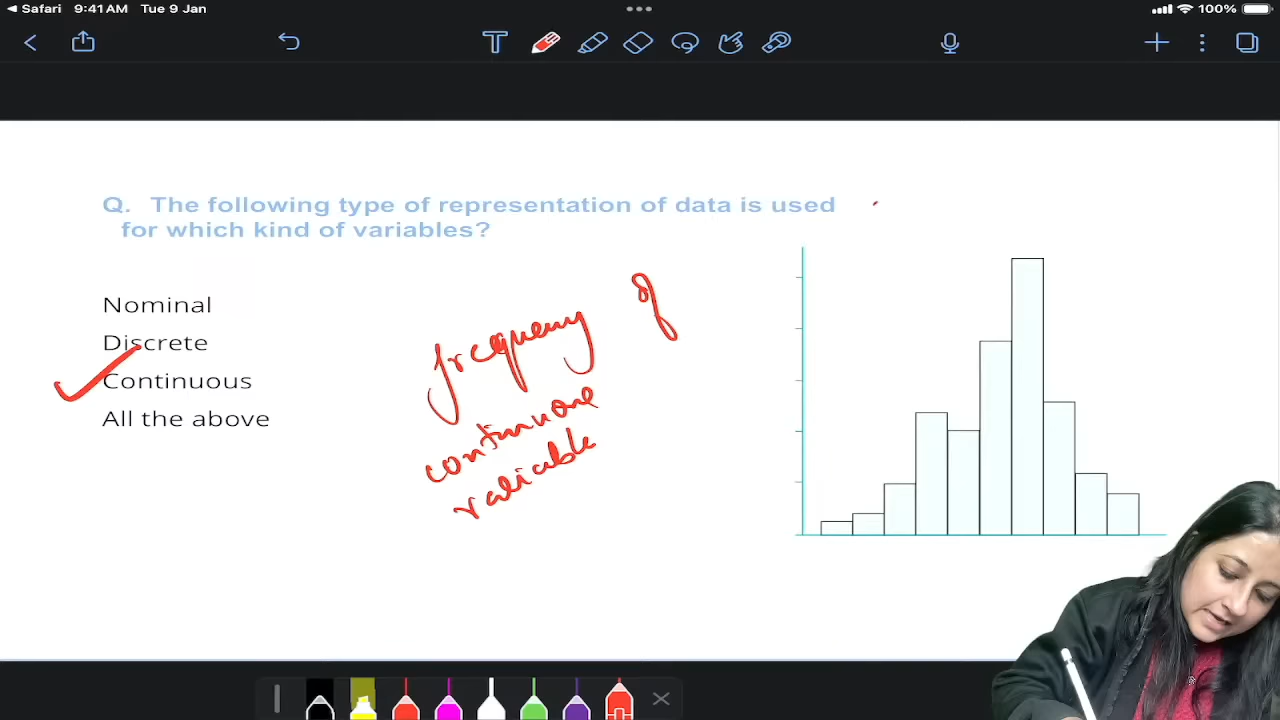 Safari 9:41 AM Tue 9 Jan
100%
Q. The following type of representation of data is used
for which kind of variables?
Nominal
Discrete
Continuous
All the above
frequency of
continuous
variable